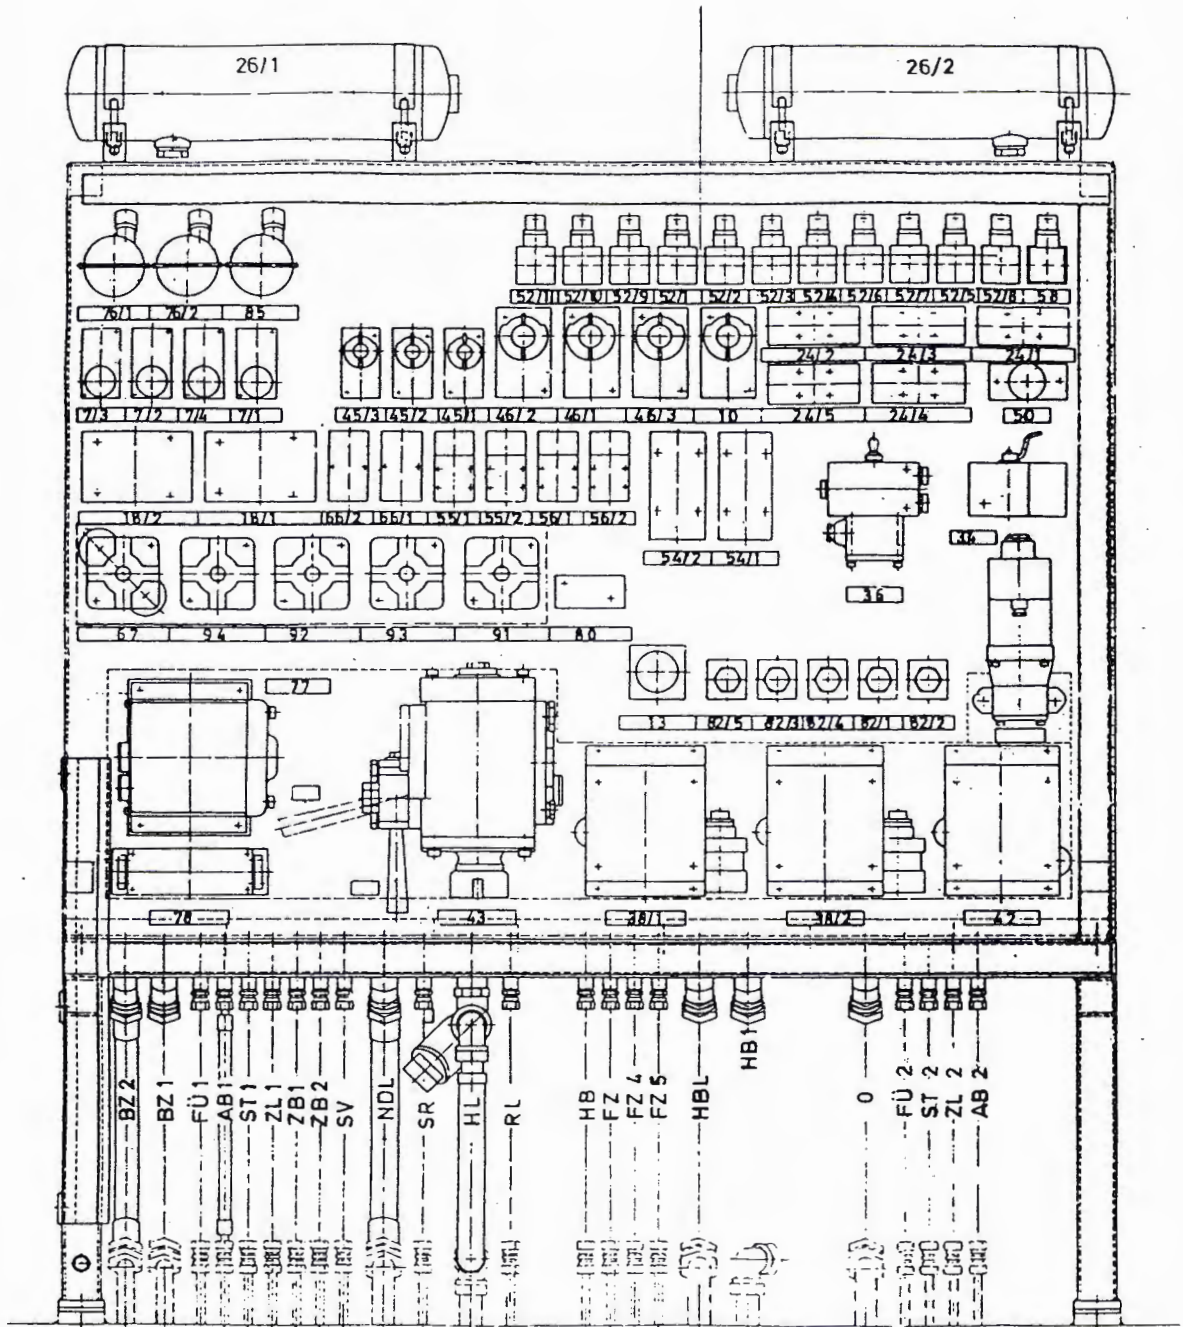 26/1 26/2
52/11 52/10 52/9 52/1 52/2 52/3 52/4 52/6 52/7 52/5 52/8 58
76/1 76/2 85
24/2 24/3 24/1
7/3 7/2 7/4 7/1 45/3 45/2 45/1 46/2 46/1 46/3 10 24/5 24/4 50
18/2 18/1 66/2 66/1 55/1 55/2 56/1 56/2
34
54/2 54/1
36
67 94 92 93 91 80
77
13 82/5 82/3 82/4 82/1 82/2
78 43 38/1 38/2 42
BZ 2 BZ 1 FÜ 1 AB 1 ST 1 ZL 1 ZB1 ZB2 SV NDL SR HL RL HB FZ FZ 4 FZ 5 HBL HB1 0 FÜ 2 ST 2 ZL 2 AB 2